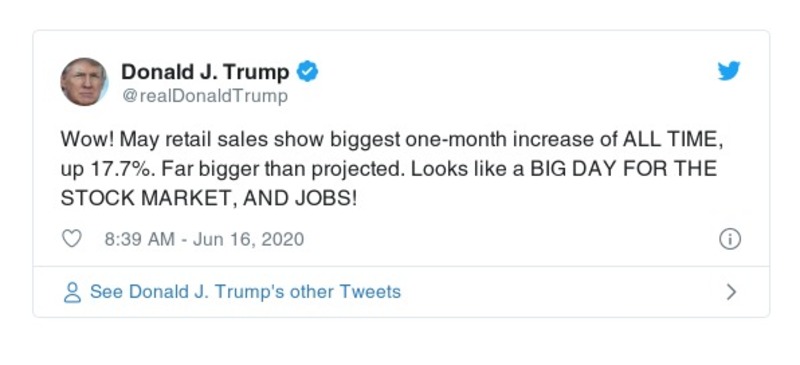 Donald J. Trump
@realDonaldTrump
Wow! May retail sales show biggest one-month increase of ALL TIME,
up 17.7%. Far bigger than projected. Looks like a BIG DAY FOR THE
STOCK MARKET, AND JOBS!
8:39 AM - Jun 16, 2020
See Donald J. Trump's other Tweets